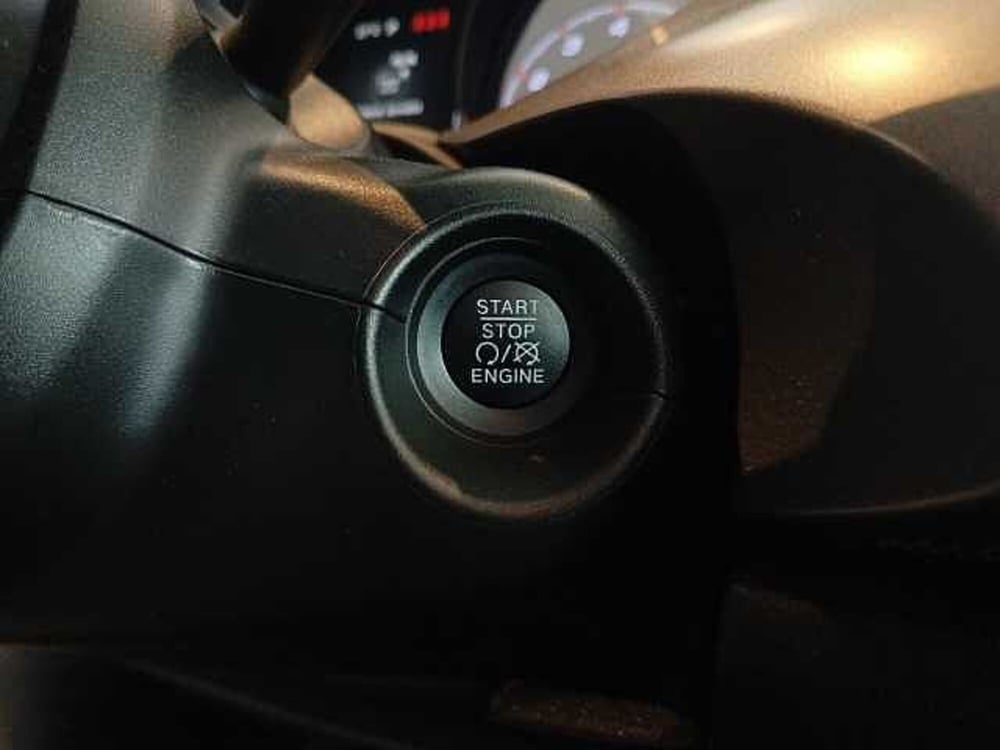 START
STOP
/
ENGINE